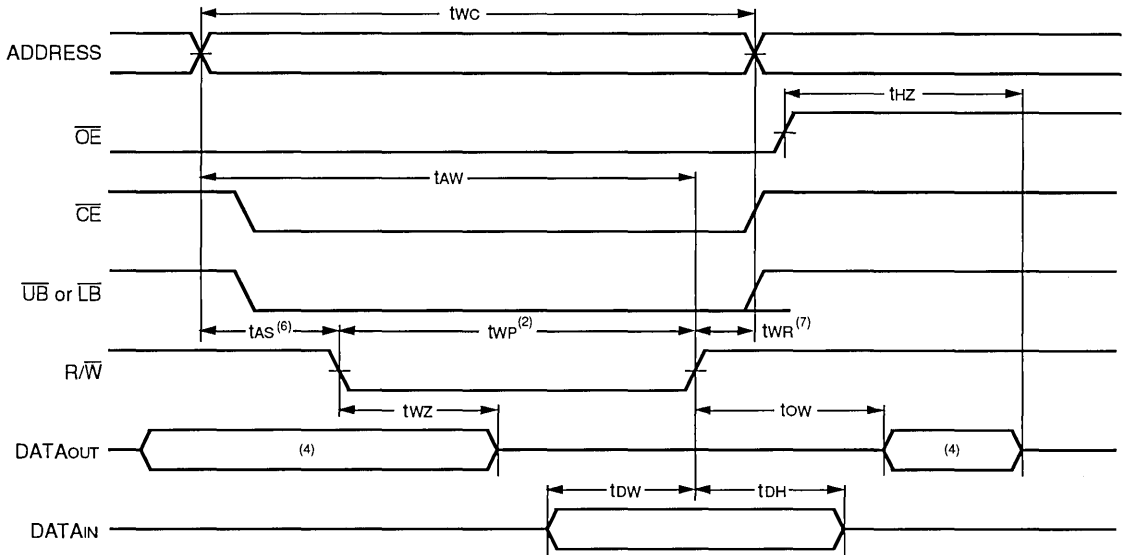 tWC
ADDRESS
tHZ
OE
tAW
CE
UB or LB
tAS(6) tWP(2) tWR(7)
R/W
tWZ tOW
DATAOUT (4) (4)
tDW tDH
DATAIN